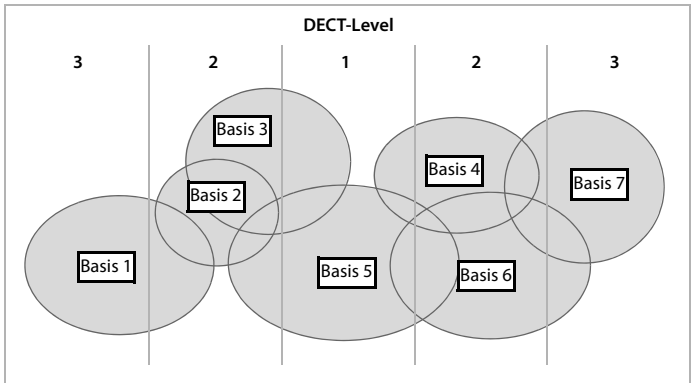 DECT-Level
3 2 1 2 3
Basis 3
Basis 4
Basis 7
Basis 2
Basis 1
Basis 5
Basis 6